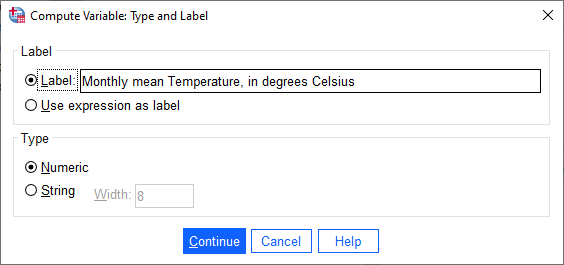 Compute Variable: Type and Label
Label
Label: Monthly mean Temperature, in degrees Celsius
Use expression as label
Type
Numeric
String Width: 8
Continue Cancel Help